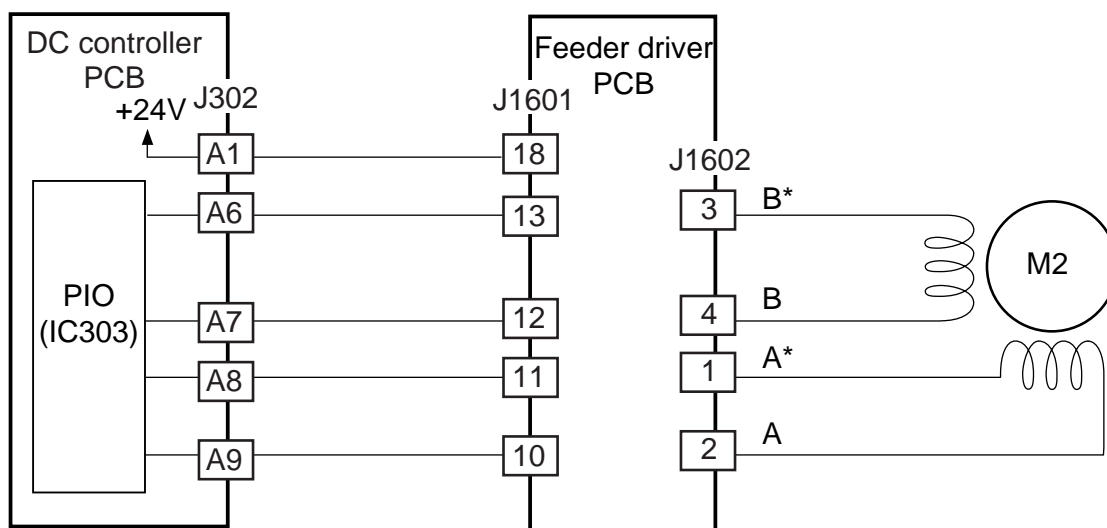 DC controller
PCB
+24V
J302
A1
A6
A7
A8
A9
PIO
(IC303)
Feeder driver
PCB
J1601
18
13
12
11
10
J1602
3
4
1
2
B*
B
A*
A
M2